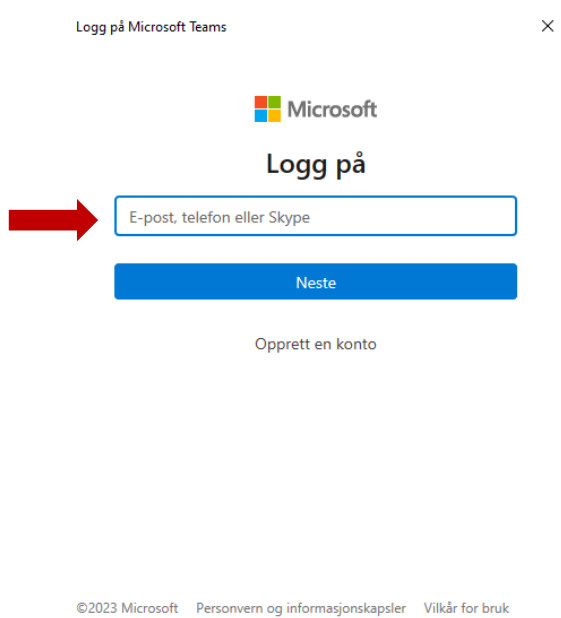 Logg på Microsoft Teams
Microsoft
Logg på
E-post, telefon eller Skype
Neste
Opprett en konto
©2023 Microsoft Personvern og informasjonskapsler Vilkår for bruk